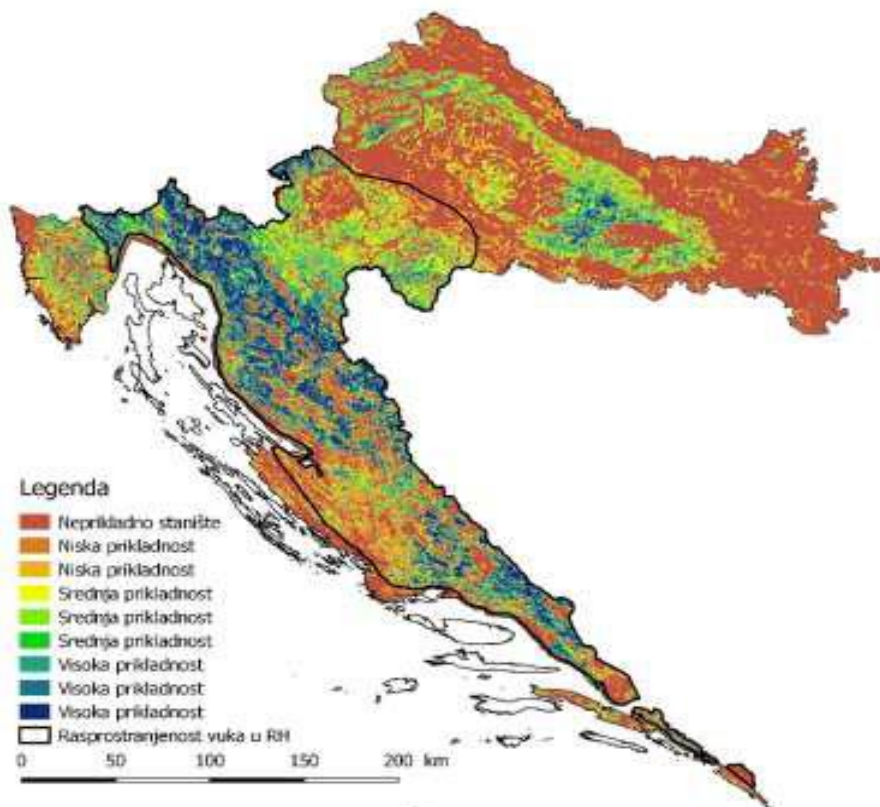 Legenda
Neprikladno stanište
Niska prikladnost
Niska prikladnost
Srednja prikladnost
Srednja prikladnost
Srednja prikladnost
Visoka prikladnost
Visoka prikladnost
Visoka prikladnost
Rasprostranjenost vuka u RH
0 50 100 150 200 km